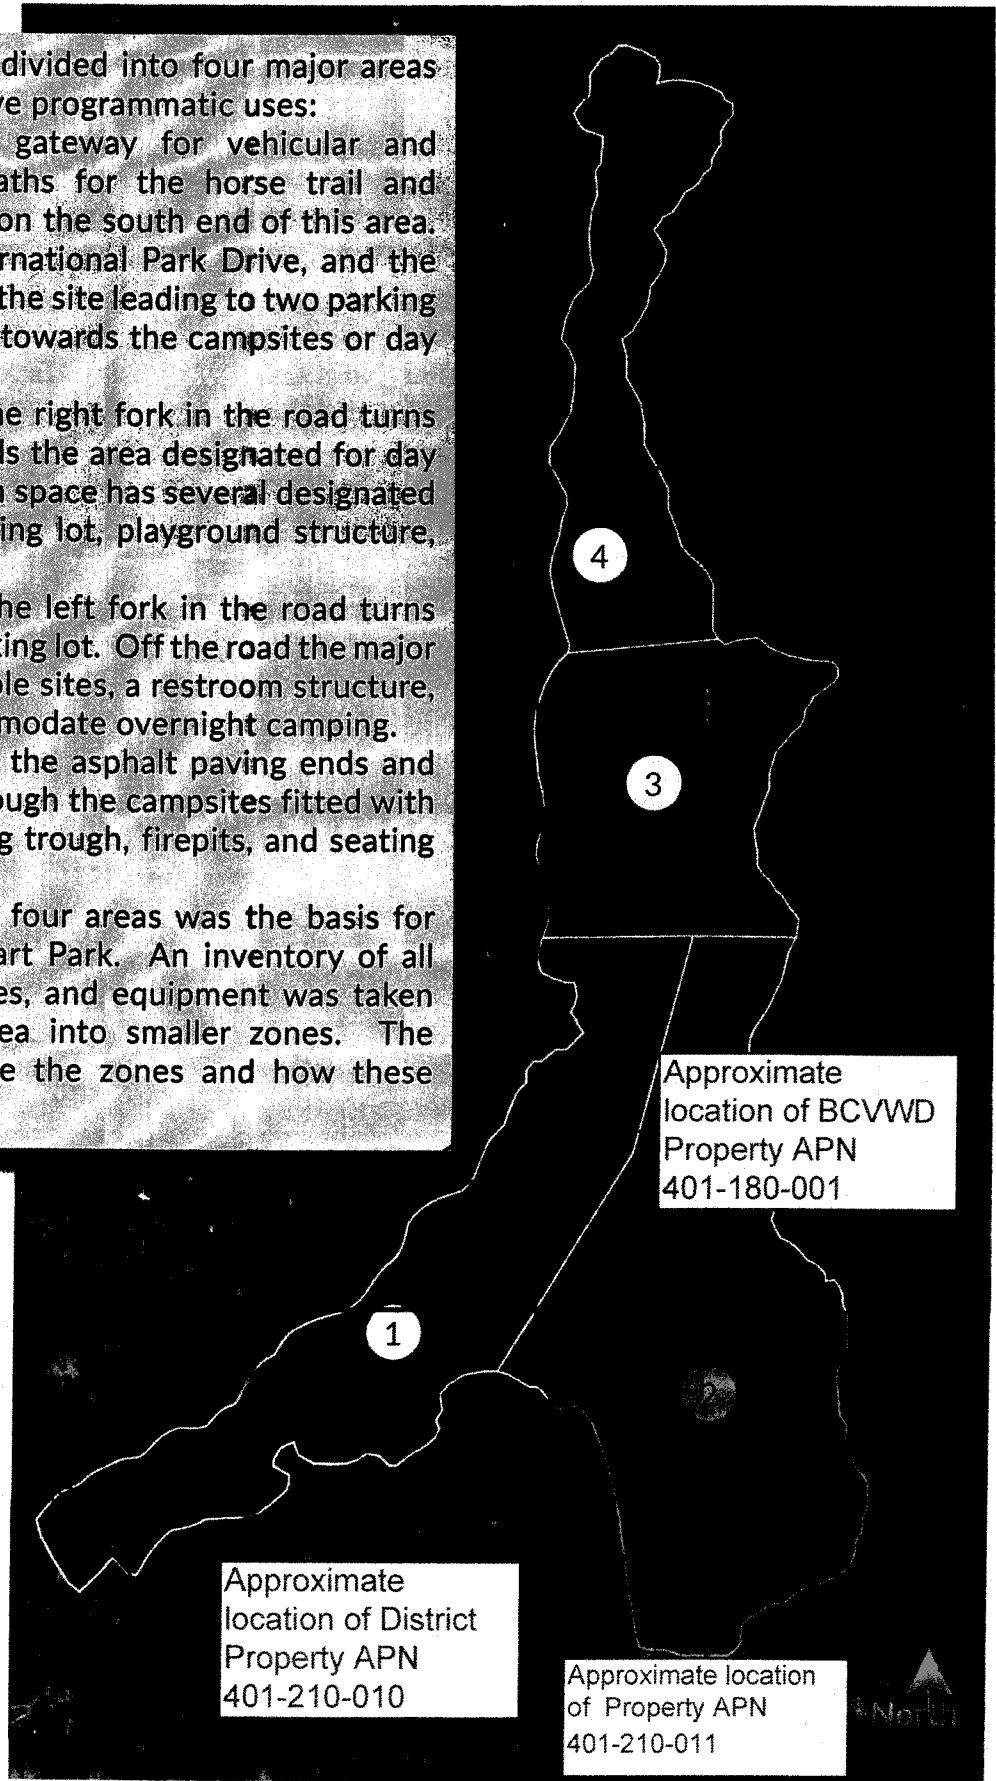 divided into four major areas
ve programmatic uses:
gateway for vehicular and
aths for the horse trail and
on the south end of this area.
rnational Park Drive, and the
the site leading to two parking
towards the campsites or day
he right fork in the road turns
ds the area designated for day
n space has several designated
ing lot, playground structure,
he left fork in the road turns
king lot. Off the road the major
ble sites, a restroom structure,
modate overnight camping.
the asphalt paving ends and
ough the campsites fitted with
g trough, firepits, and seating
four areas was the basis for
art Park. An inventory of all
es, and equipment was taken
ea into smaller zones. The
e the zones and how these
4
3
Approximate
location of BCVWD
Property APN
401-180-001
1
2
Approximate
location of District
Property APN
401-210-010
Approximate location
of Property APN
401-210-011
North